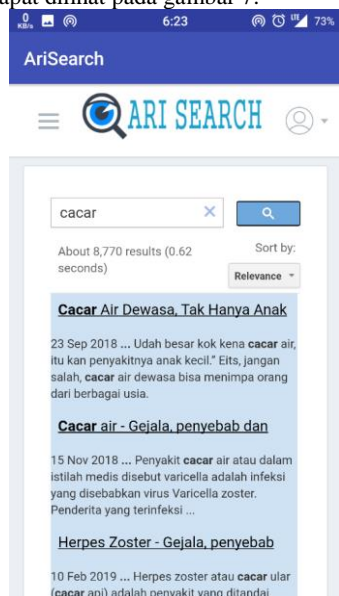 dapat dilihat pada gambar 7.
0 KB/s 6:23 LTE 73%
AriSearch
ARI SEARCH
cacar
About 8,770 results (0.62 seconds)
Sort by:
Relevance
Cacar Air Dewasa, Tak Hanya Anak
23 Sep 2018 ... Udah besar kok kena cacar air,
itu kan penyakitnya anak kecil." Eits, jangan
salah, cacar air dewasa bisa menimpa orang
dari berbagai usia.
Cacar air - Gejala, penyebab dan
15 Nov 2018 ... Penyakit cacar air atau dalam
istilah medis disebut varicella adalah infeksi
yang disebabkan virus Varicella zoster.
Penderita yang terinfeksi ...
Herpes Zoster - Gejala, penyebab
10 Feb 2019 ... Herpes zoster atau cacar ular
(cacar api) adalah penyakit yang ditandai